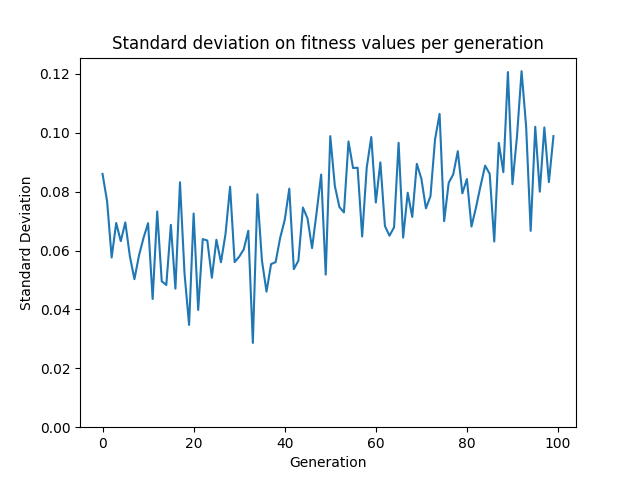 Standard deviation on fitness values per generation
0.12
0.10
0.08
0.06
0.04
0.02
0.00
Standard Deviation
0 20 40 60 80 100
Generation